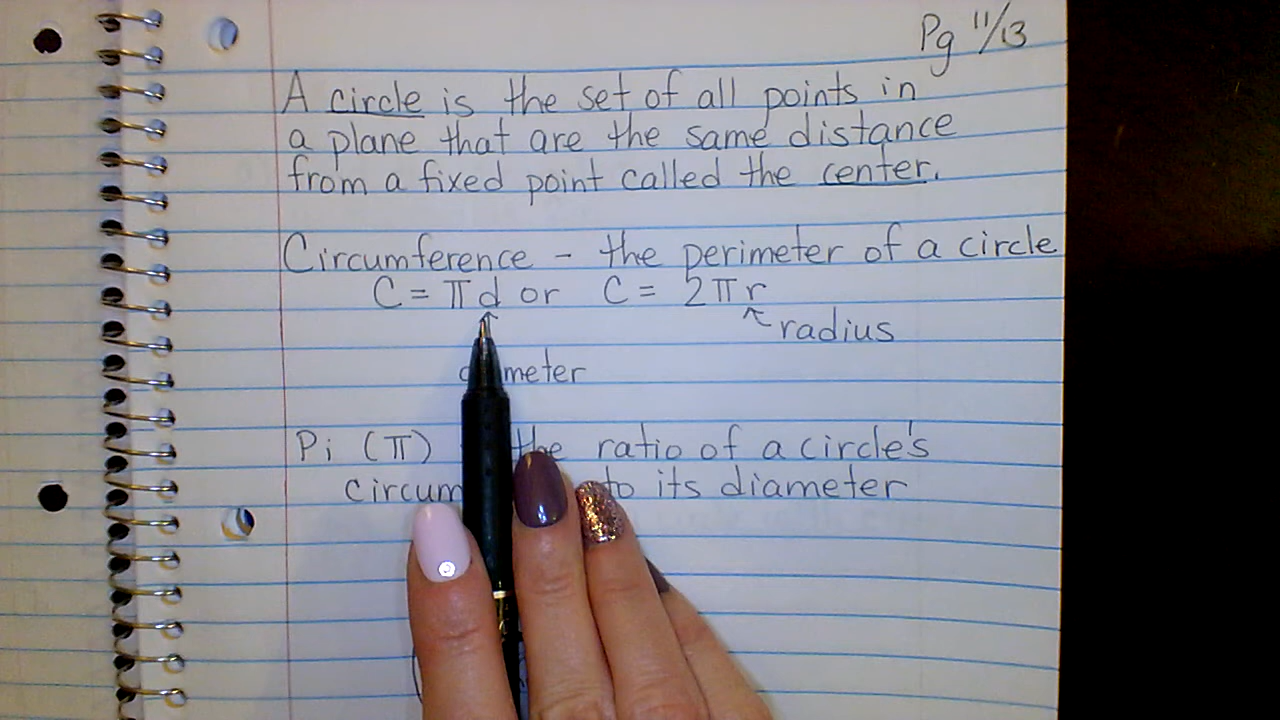 Pg 11/13
A circle is the set of all points in
a plane that are the same distance
from a fixed point called the center.
Circumference - the perimeter of a circle
C = πd or C = 2πr
radius
meter
Pi (π) the ratio of a circle's
circum to its diameter